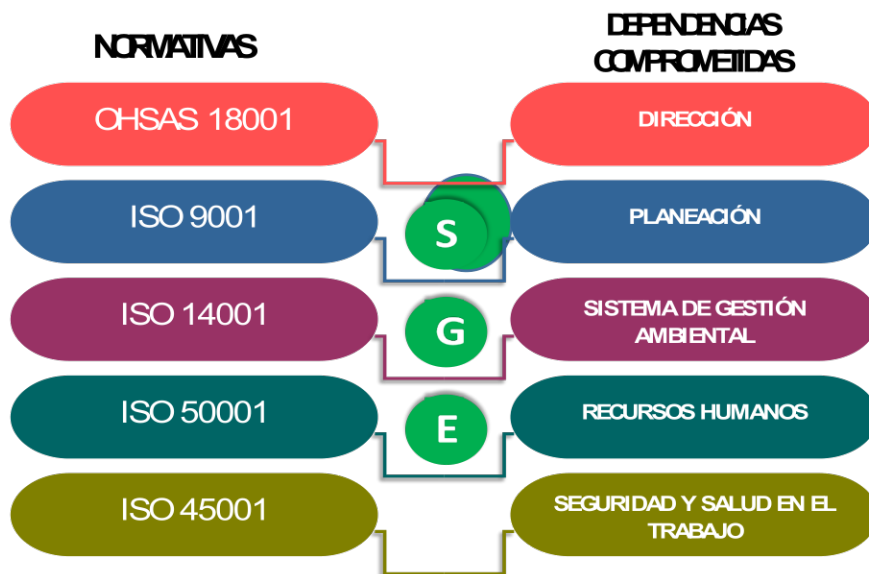 NORMATIVAS
DEPENDENCIAS
COMPROMETIDAS
OHSAS 18001
DIRECCIÓN
ISO 9001
S
PLANEACIÓN
ISO 14001
G
SISTEMA DE GESTIÓN
AMBIENTAL
ISO 50001
E
RECURSOS HUMANOS
ISO 45001
SEGURIDAD Y SALUD EN EL
TRABAJO